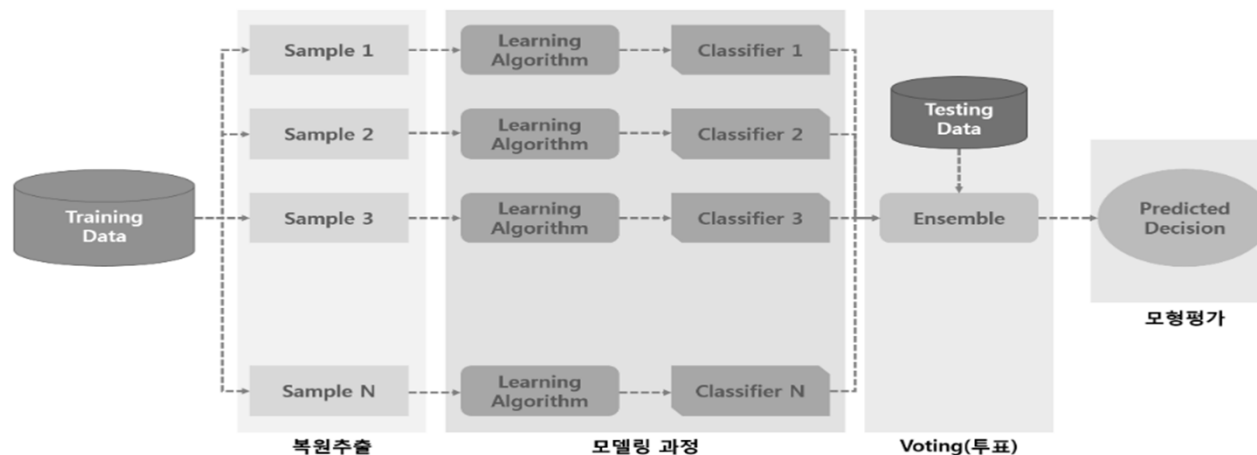 Training
Data
Sample 1
Learning
Algorithm
Classifier 1
Sample 2
Learning
Algorithm
Classifier 2
Sample 3
Learning
Algorithm
Classifier 3
Sample N
Learning
Algorithm
Classifier N
Testing
Data
Ensemble
Predicted
Decision
복원추출
모델링 과정
Voting(투표)
모형평가